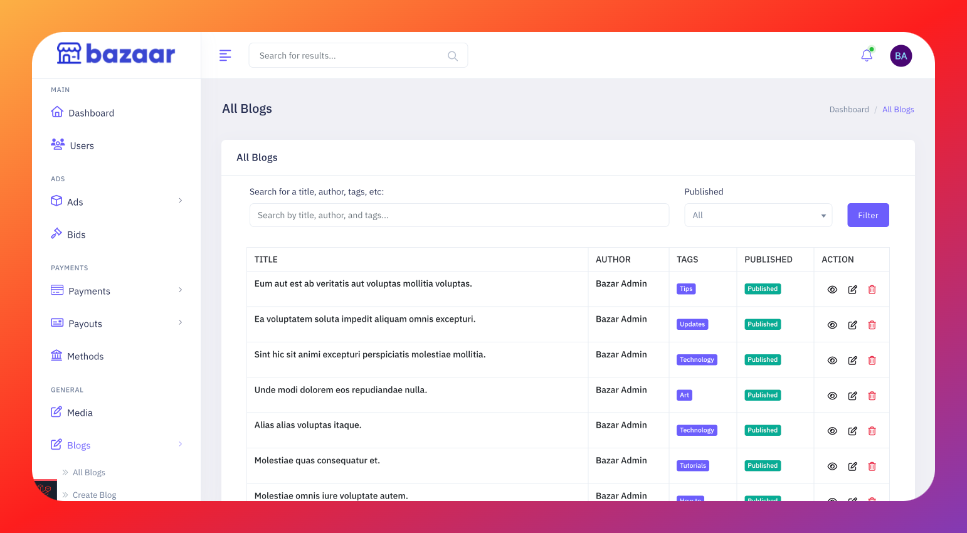 bazaar
Search for results...
BA
MAIN
Dashboard
Users
ADS
Ads
Bids
PAYMENTS
Payments
Payouts
Methods
GENERAL
Media
Blogs
All Blogs
Create Blog
All Blogs
Dashboard / All Blogs
All Blogs
Search for a title, author, tags, etc:
Published
Search by title, author, and tags...
All
Filter
TITLE AUTHOR TAGS PUBLISHED ACTION
Eum aut est ab veritatis aut voluptas mollitia voluptas. Bazar Admin Tips Published
Ea voluptatem soluta impedit aliquam omnis excepturi. Bazar Admin Updates Published
Sint hic sit animi excepturi perspiciatis molestiae mollitia. Bazar Admin Technology Published
Unde modi dolorem eos repudiandae nulla. Bazar Admin Art Published
Alias alias voluptas itaque. Bazar Admin Technology Published
Molestiae quas consequatur et. Bazar Admin Tutorials Published
Molestiae omnis iure voluptate autem. Bazar Admin Published